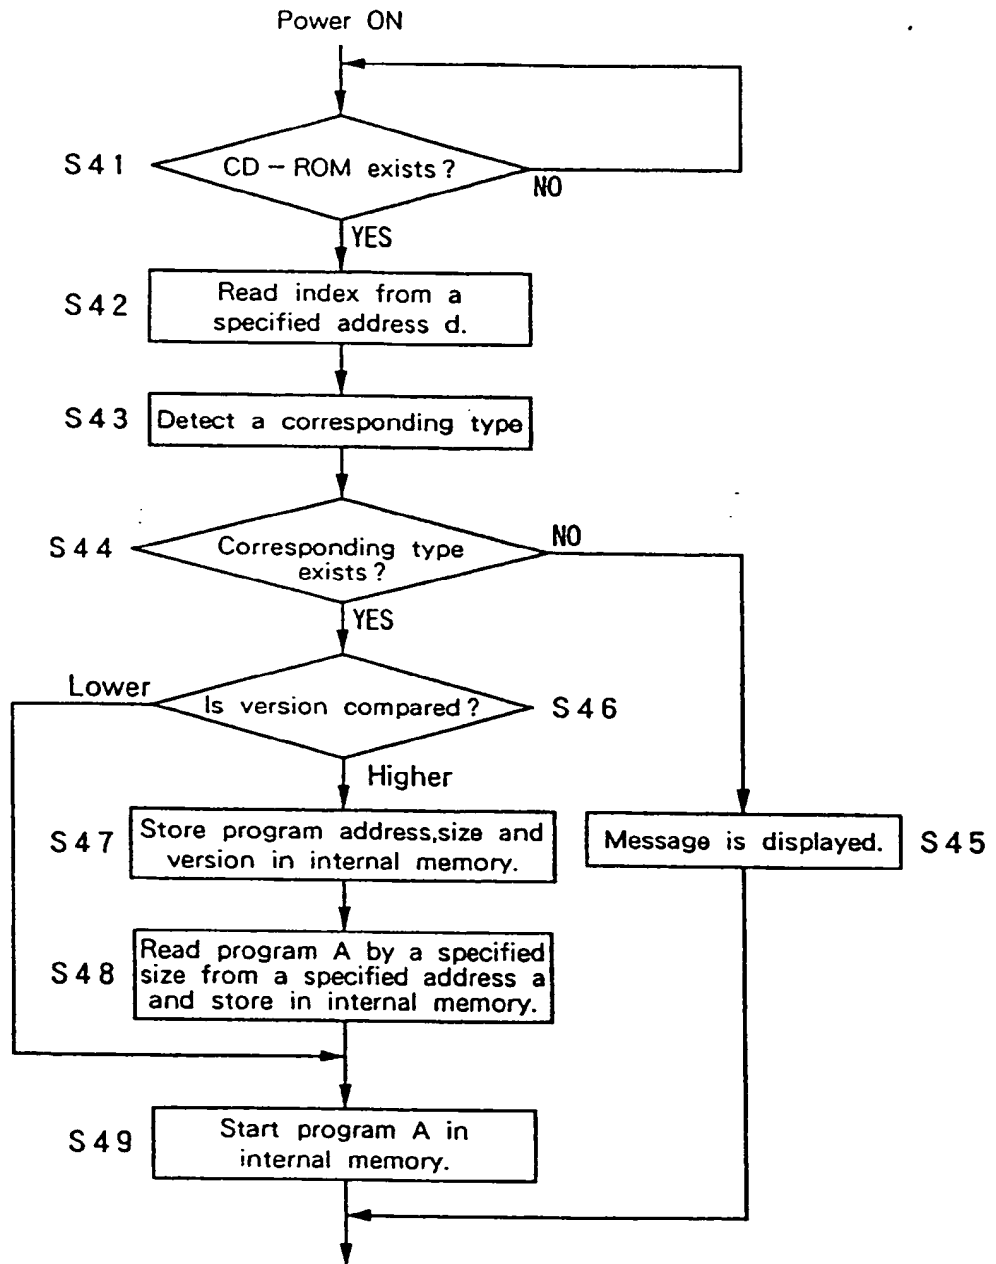 Power ON
S41
CD-ROM exists?
NO
YES
S42
Read index from a
specified address d.
S43
Detect a corresponding type
S44
Corresponding type
exists?
NO
YES
Lower
Is version compared?
S46
Higher
S47
Store program address,size and
version in internal memory.
Message is displayed.
S45
S48
Read program A by a specified
size from a specified address a
and store in internal memory.
S49
Start program A in
internal memory.